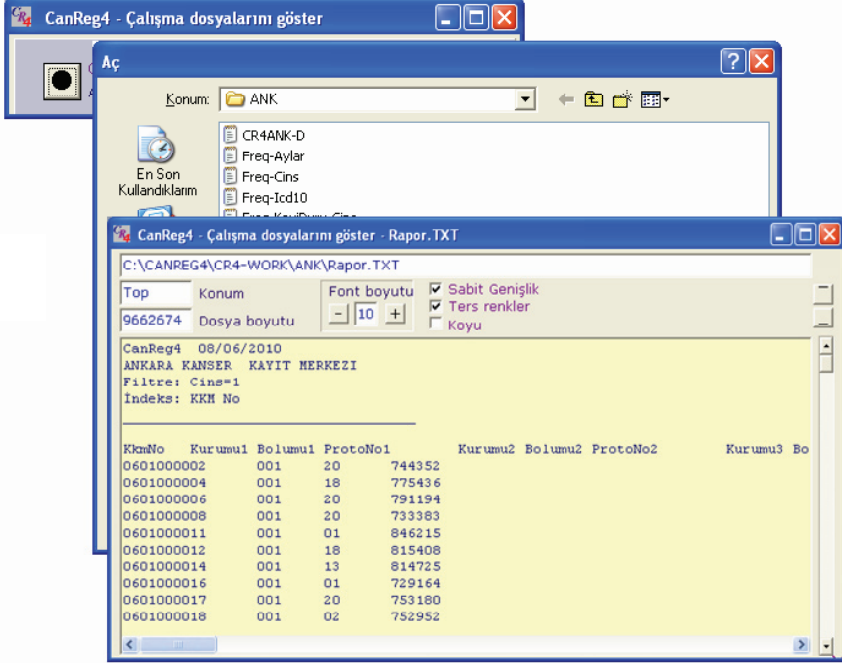 CanReg4 - Çalışma dosyalarını göster
Aç
Konum: ANK
CR4ANK-D
Freq-Aylar
Freq-Cins
Freq-Icd10
En Son
Kullandıklarım
CanReg4 - Çalışma dosyalarını göster - Rapor.TXT
C:\CANREG4\CR4-WORK\ANK\Rapor.TXT
Top Konum Font boyutu Sabit Genişlik
9662674 Dosya boyutu - 10 + Ters renkler
Koyu
CanReg4 08/06/2010
ANKARA KANSER KAYIT MERKEZI
Filtre: Cins=1
İndeks: KKM No
KkmNo Kurumu1 Bolumu1 ProtoNo1 Kurumu2 Bolumu2 ProtoNo2 Kurumu3 Bo
0601000002 001 20 744352
0601000004 001 18 775436
0601000006 001 20 791194
0601000008 001 20 733383
0601000011 001 01 846215
0601000012 001 18 815408
0601000014 001 13 814725
0601000016 001 01 729164
0601000017 001 20 753180
0601000018 001 02 752952